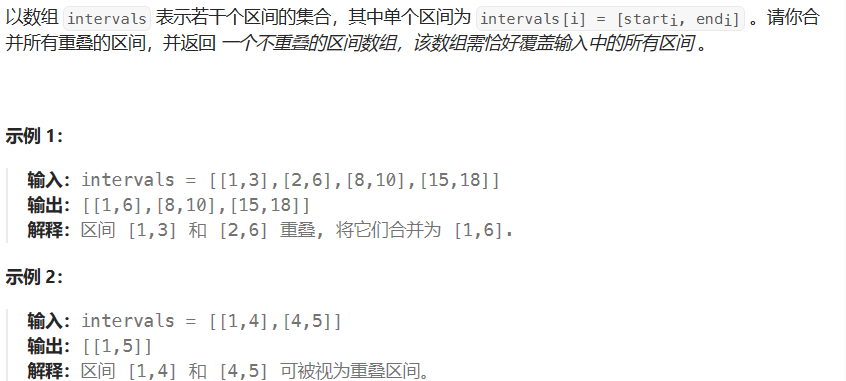 以数组 intervals 表示若干个区间的集合，其中单个区间为 intervals[i] = [starti, endi] 。请你合
并所有重叠的区间，并返回 一个不重叠的区间数组，该数组需恰好覆盖输入中的所有区间 。
示例 1：
输入：intervals = [[1,3],[2,6],[8,10],[15,18]]
输出：[[1,6],[8,10],[15,18]]
解释：区间 [1,3] 和 [2,6] 重叠, 将它们合并为 [1,6].
示例 2：
输入：intervals = [[1,4],[4,5]]
输出：[[1,5]]
解释：区间 [1,4] 和 [4,5] 可被视为重叠区间。